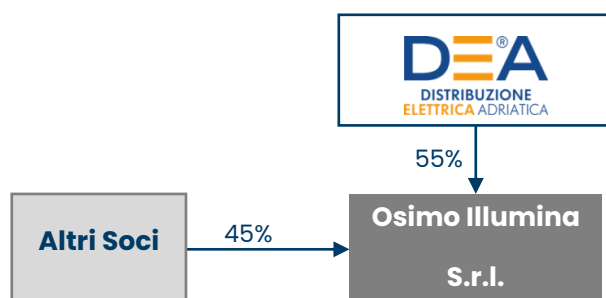 DEA®
DISTRIBUZIONE
ELETTRICA ADRIATICA
55%
Altri Soci
45%
Osimo Illumina
S.r.l.